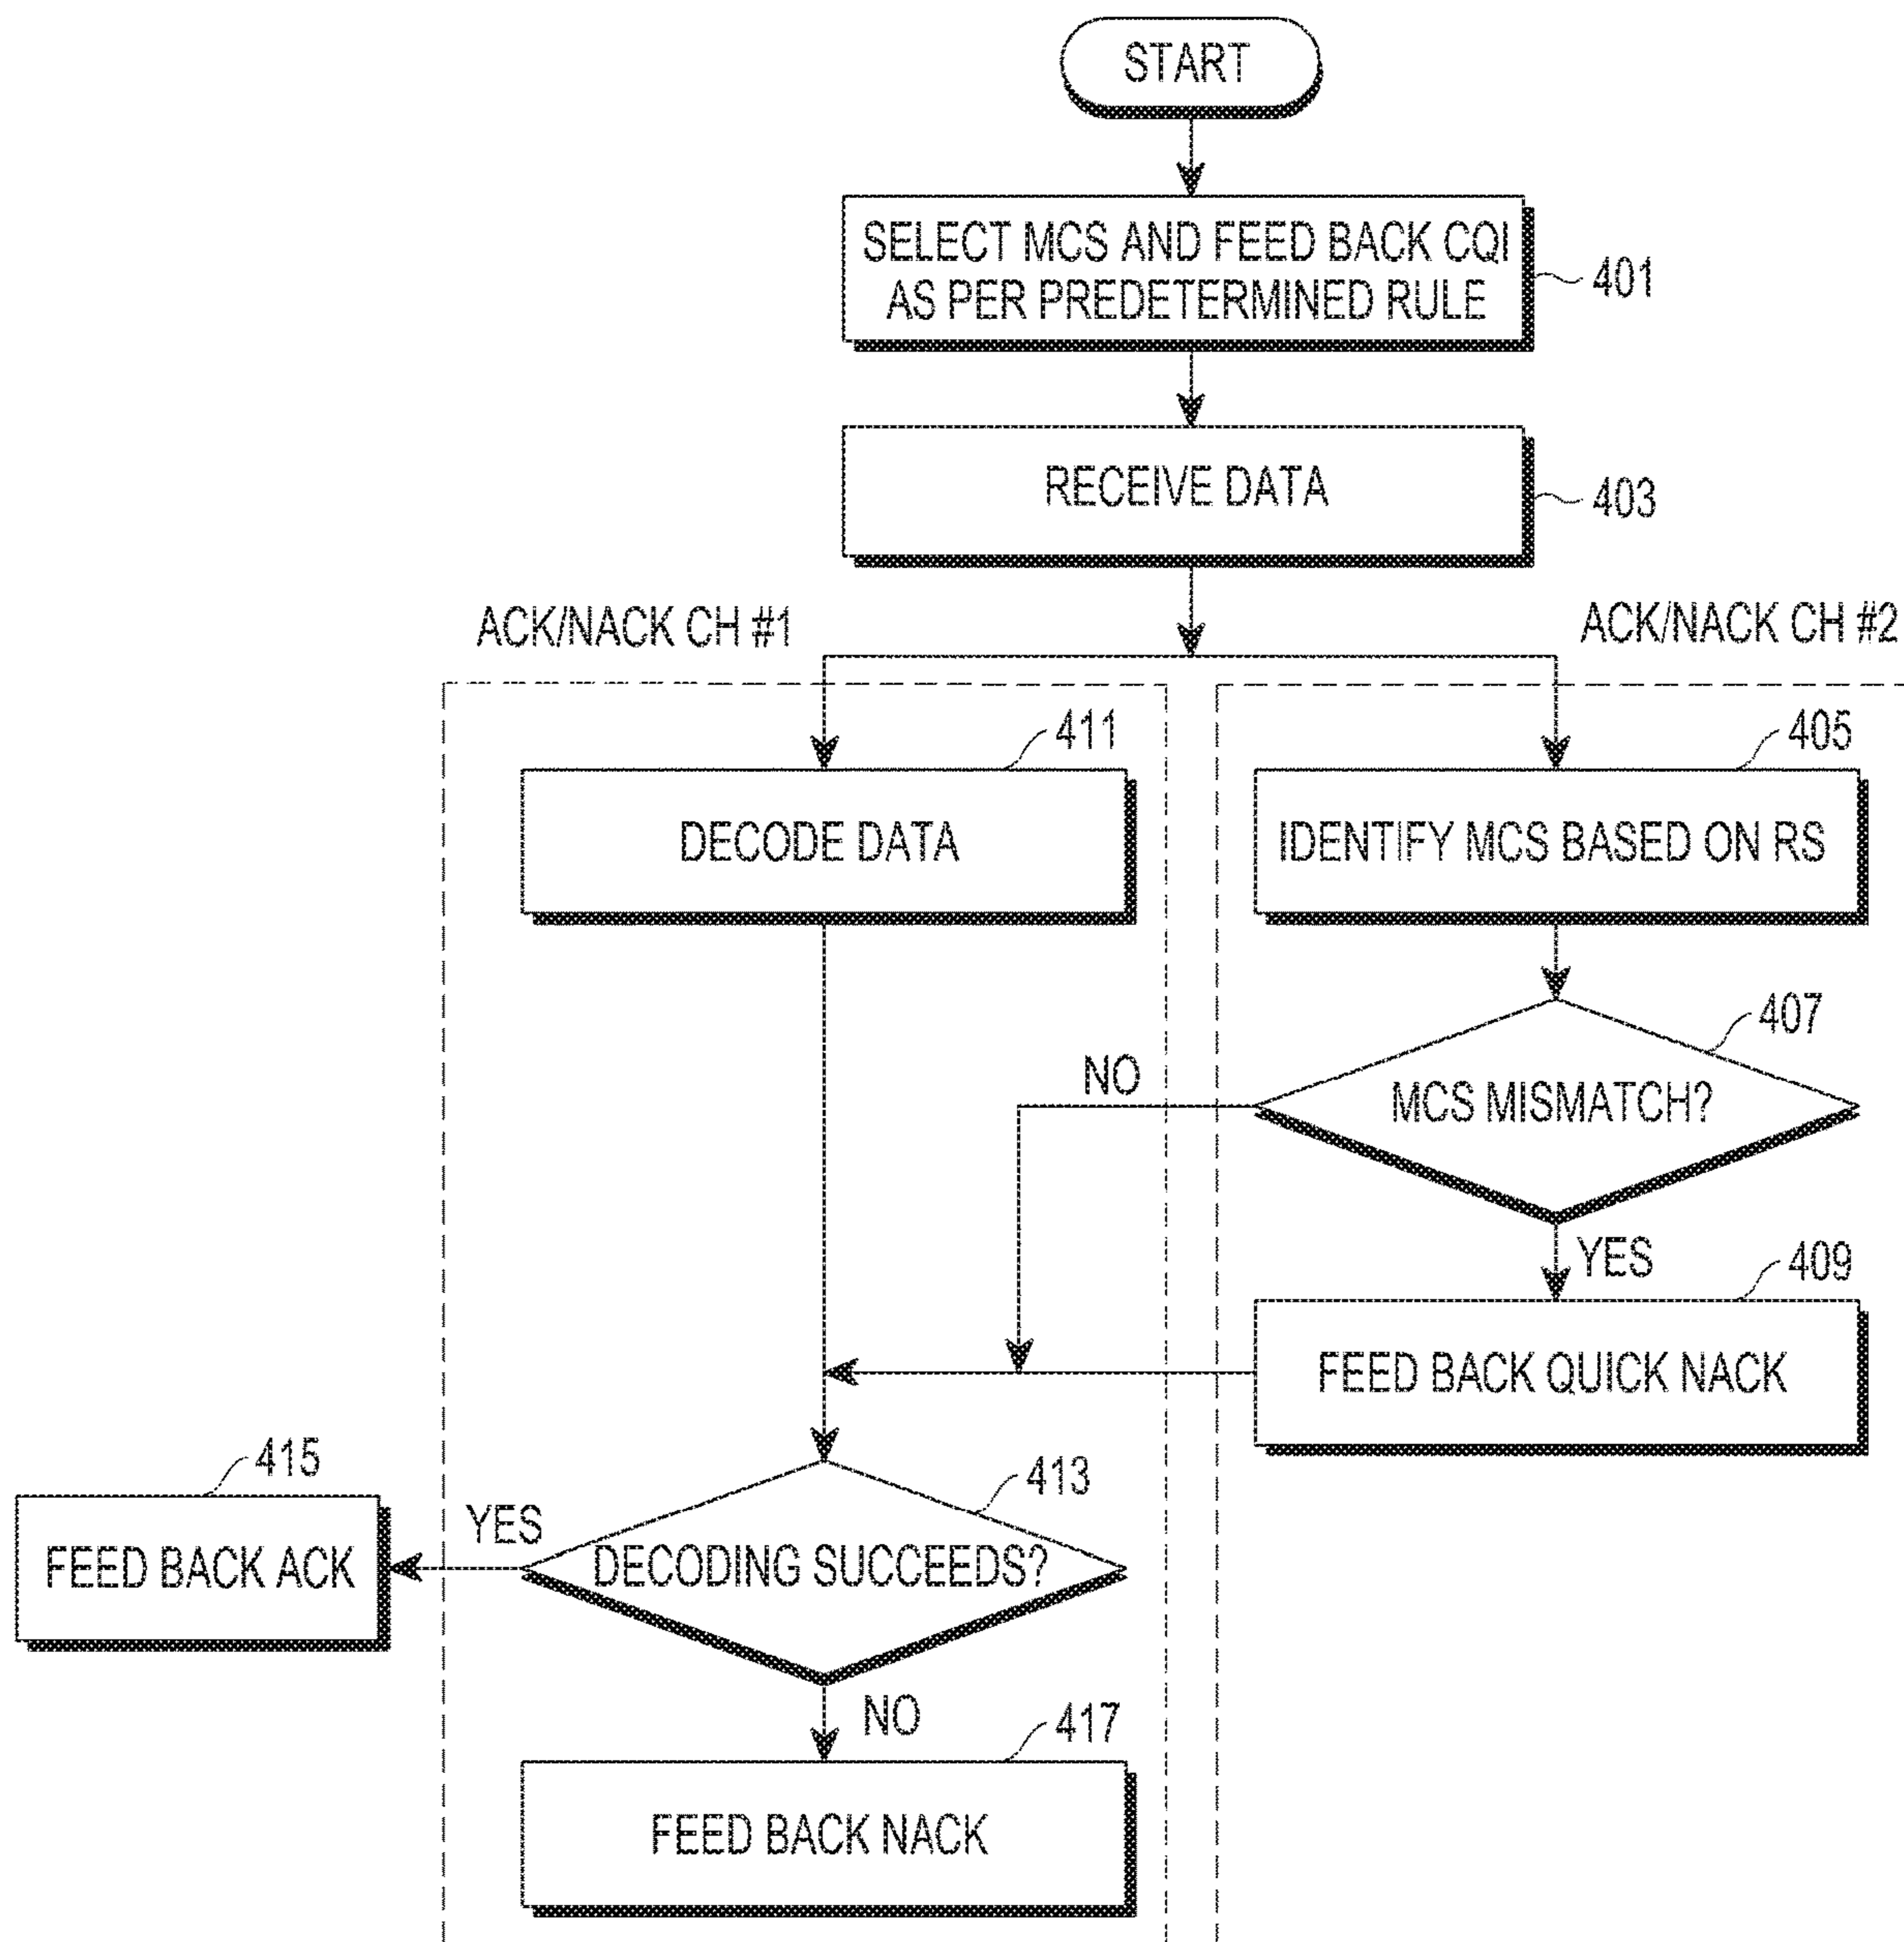 START
SELECT MCS AND FEED BACK CQI
AS PER PREDETERMINED RULE
401
RECEIVE DATA
403
ACK/NACK CH #1
ACK/NACK CH #2
411
405
DECODE DATA
IDENTIFY MCS BASED ON RS
407
NO
MCS MISMATCH?
YES
409
FEED BACK QUICK NACK
415
413
YES
FEED BACK ACK
DECODING SUCCEEDS?
NO
417
FEED BACK NACK